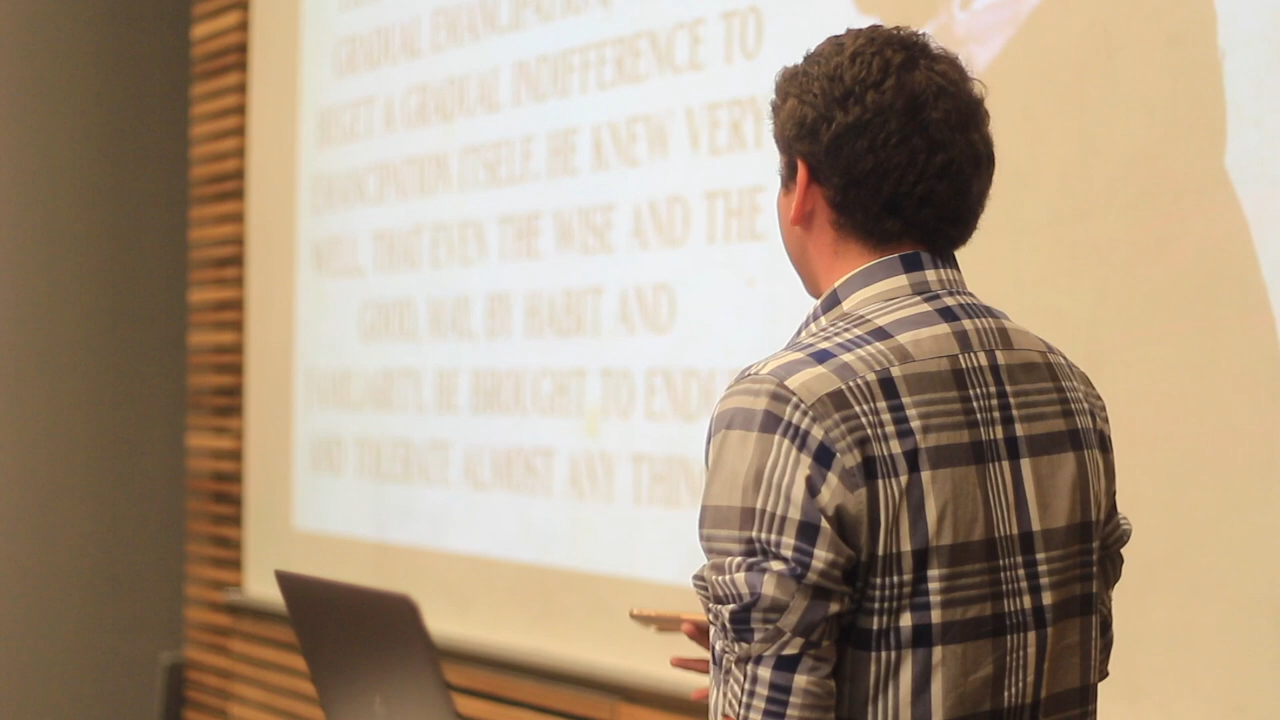 GRADUAL EMANCIPATION
BEGET A GRADUAL INDIFFERENCE TO
EMANCIPATION ITSELF. HE KNEW VERY
WELL, THAT EVEN THE WISE AND THE
GOOD, MAY, BY HABIT AND
FAMILIARITY, BE BROUGHT TO
AND TOLERATE ALMOST ANY